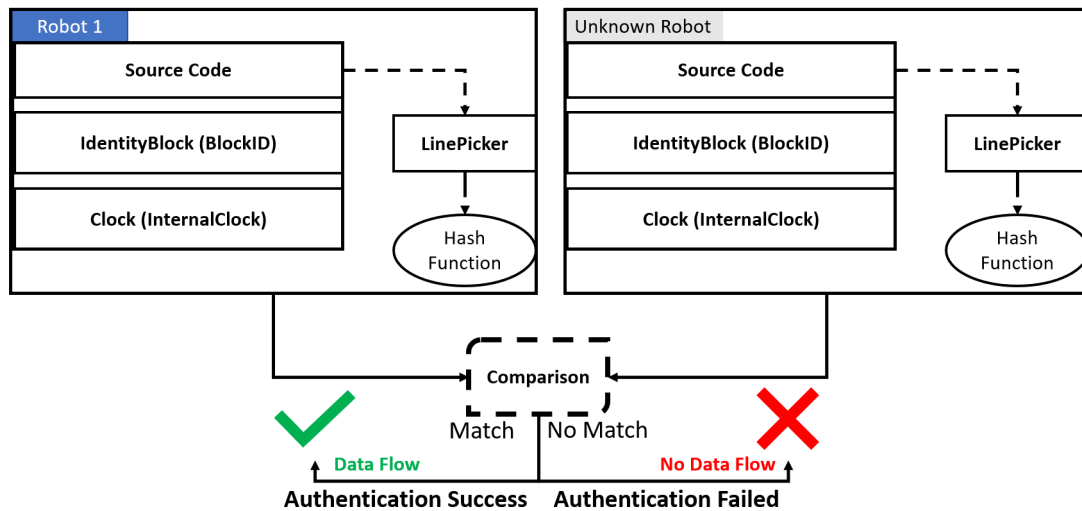 Robot 1
Source Code
IdentityBlock (BlockID)
Clock (InternalClock)
LinePicker
Hash
Function
Unknown Robot
Source Code
IdentityBlock (BlockID)
Clock (InternalClock)
LinePicker
Hash
Function
Comparison
Match
No Match
Data Flow
No Data Flow
Authentication Success
Authentication Failed